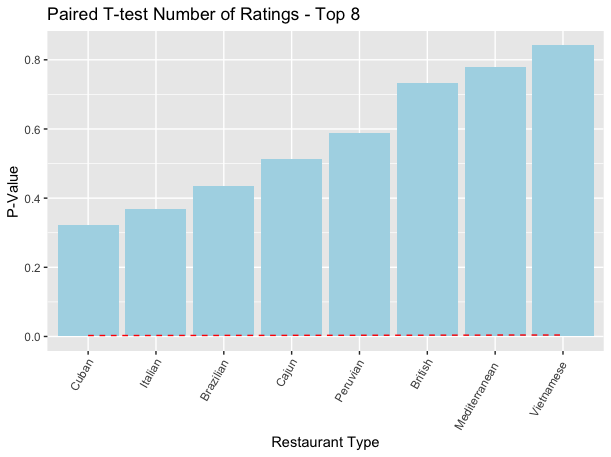 Paired T-test Number of Ratings - Top 8
P-Value
0.8
0.6
0.4
0.2
0.0
Cuban
Italian
Brazilian
Cajun
Peruvian
British
Mediterranean
Vietnamese
Restaurant Type